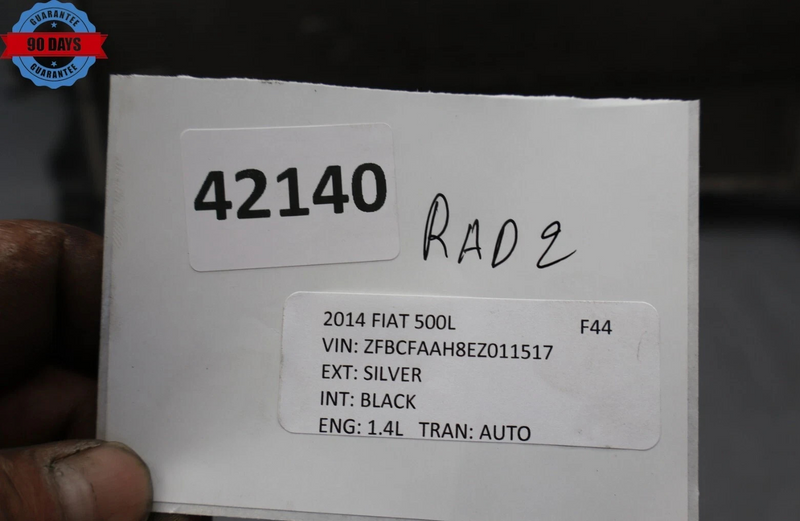 GUARANTEE
90 DAYS
GUARANTEE
42140
RAD 2
2014 FIAT 500L F44
VIN: ZFBCFAAH8EZ011517
EXT: SILVER
INT: BLACK
ENG: 1.4L TRAN: AUTO